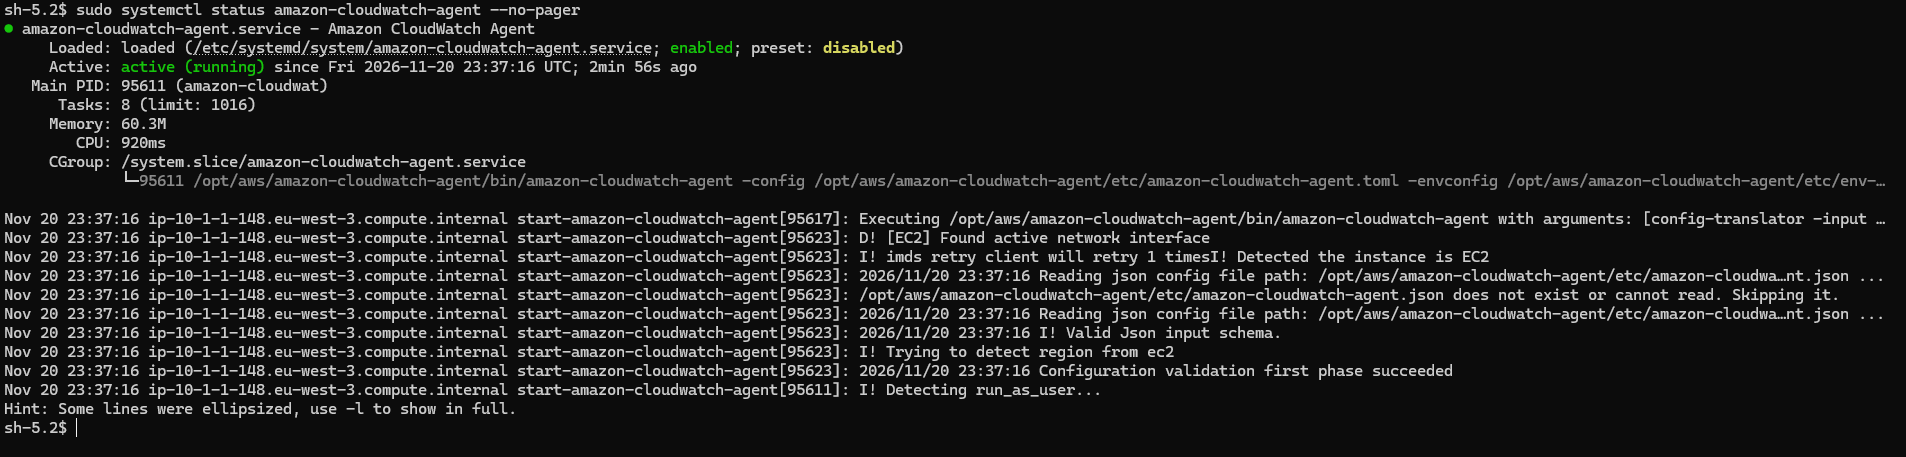 sh-5.2$ sudo systemctl status amazon-cloudwatch-agent --no-pager
● amazon-cloudwatch-agent.service - Amazon CloudWatch Agent
     Loaded: loaded (/etc/systemd/system/amazon-cloudwatch-agent.service; enabled; preset: disabled)
     Active: active (running) since Fri 2026-11-20 23:37:16 UTC; 2min 56s ago
   Main PID: 95611 (amazon-cloudwat)
      Tasks: 8 (limit: 1016)
     Memory: 60.3M
        CPU: 920ms
     CGroup: /system.slice/amazon-cloudwatch-agent.service
             └─95611 /opt/aws/amazon-cloudwatch-agent/bin/amazon-cloudwatch-agent -config /opt/aws/amazon-cloudwatch-agent/etc/amazon-cloudwatch-agent.toml -envconfig /opt/aws/amazon-cloudwatch-agent/etc/env-…
Nov 20 23:37:16 ip-10-1-1-148.eu-west-3.compute.internal start-amazon-cloudwatch-agent[95617]: Executing /opt/aws/amazon-cloudwatch-agent/bin/amazon-cloudwatch-agent with arguments: [config-translator -input …
Nov 20 23:37:16 ip-10-1-1-148.eu-west-3.compute.internal start-amazon-cloudwatch-agent[95623]: D! [EC2] Found active network interface
Nov 20 23:37:16 ip-10-1-1-148.eu-west-3.compute.internal start-amazon-cloudwatch-agent[95623]: I! imds retry client will retry 1 timesI! Detected the instance is EC2
Nov 20 23:37:16 ip-10-1-1-148.eu-west-3.compute.internal start-amazon-cloudwatch-agent[95623]: 2026/11/20 23:37:16 Reading json config file path: /opt/aws/amazon-cloudwatch-agent/etc/amazon-cloudwa…nt.json ...
Nov 20 23:37:16 ip-10-1-1-148.eu-west-3.compute.internal start-amazon-cloudwatch-agent[95623]: /opt/aws/amazon-cloudwatch-agent/etc/amazon-cloudwatch-agent.json does not exist or cannot read. Skipping it.
Nov 20 23:37:16 ip-10-1-1-148.eu-west-3.compute.internal start-amazon-cloudwatch-agent[95623]: 2026/11/20 23:37:16 Reading json config file path: /opt/aws/amazon-cloudwatch-agent/etc/amazon-cloudwa…nt.json ...
Nov 20 23:37:16 ip-10-1-1-148.eu-west-3.compute.internal start-amazon-cloudwatch-agent[95623]: 2026/11/20 23:37:16 I! Valid Json input schema.
Nov 20 23:37:16 ip-10-1-1-148.eu-west-3.compute.internal start-amazon-cloudwatch-agent[95623]: I! Trying to detect region from ec2
Nov 20 23:37:16 ip-10-1-1-148.eu-west-3.compute.internal start-amazon-cloudwatch-agent[95623]: 2026/11/20 23:37:16 Configuration validation first phase succeeded
Nov 20 23:37:16 ip-10-1-1-148.eu-west-3.compute.internal start-amazon-cloudwatch-agent[95611]: I! Detecting run_as_user...
Hint: Some lines were ellipsized, use -l to show in full.
sh-5.2$